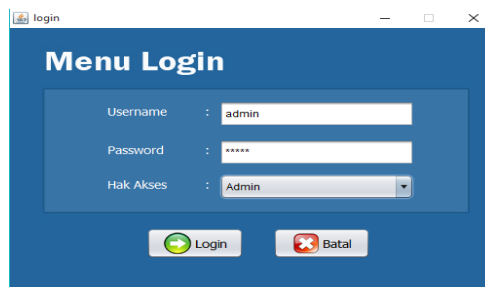 login
Menu Login
Username : admin
Password : *****
Hak Akses : Admin
Login Batal